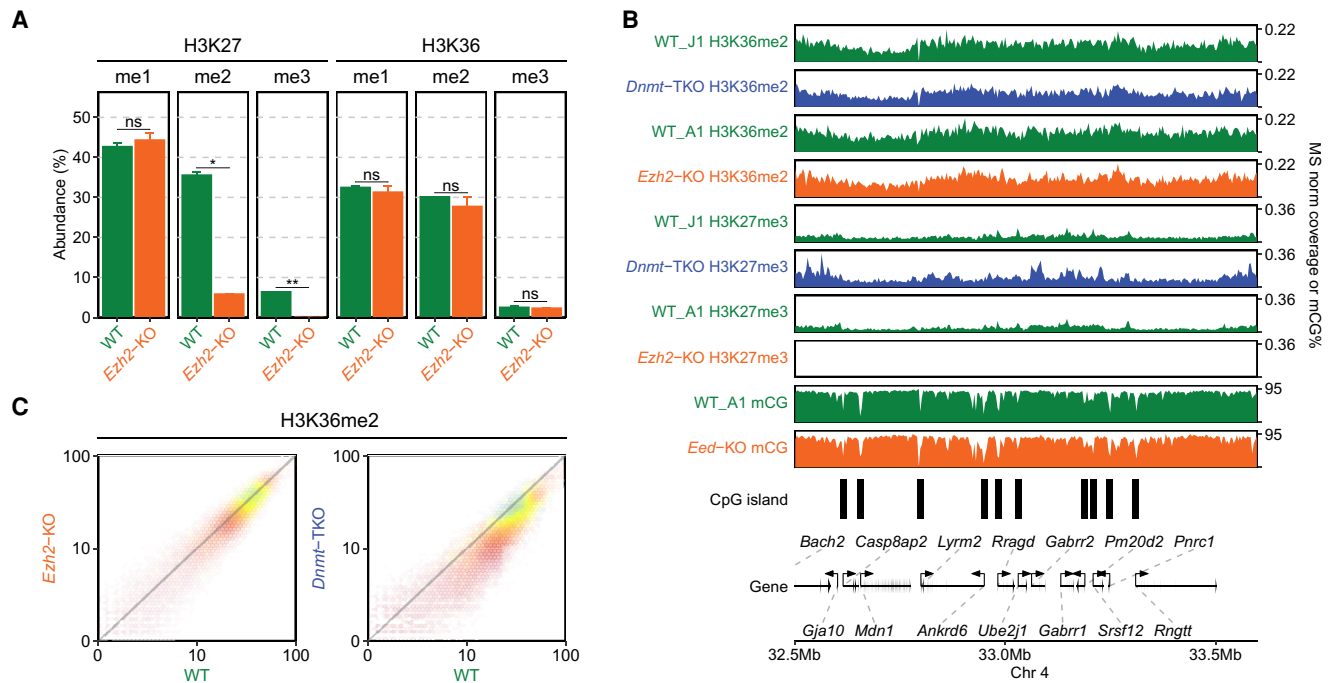 A
H3K27
H3K36
me1
me2
me3
me1
me2
me3
Abundance (%)
50
40
30
20
10
0
ns
*
**
ns
ns
ns
WT
Ezh2-KO
WT
Ezh2-KO
WT
Ezh2-KO
WT
Ezh2-KO
WT
Ezh2-KO
WT
Ezh2-KO
B
WT_J1 H3K36me2
0.22
Dnmt-TKO H3K36me2
0.22
WT_A1 H3K36me2
0.22
Ezh2-KO H3K36me2
0.22
WT_J1 H3K27me3
0.36
Dnmt-TKO H3K27me3
0.36
WT_A1 H3K27me3
0.36
Ezh2-KO H3K27me3
0.36
WT_A1 mCG
95
Eed-KO mCG
95
MS norm coverage or mCG%
CpG island
Bach2 Casp8ap2 Lyrm2 Rragd Gabrr2 Pm20d2 Pnrc1
Gene
Gja10 Mdn1 Ankrd6 Ube2j1 Gabrr1 Srsf12 Rngtt
32.5Mb 33.0Mb 33.5Mb
Chr 4
C
H3K36me2
Ezh2-KO
100
10
0
0 10 100
WT
Dnmt-TKO
100
10
0
0 10 100
WT